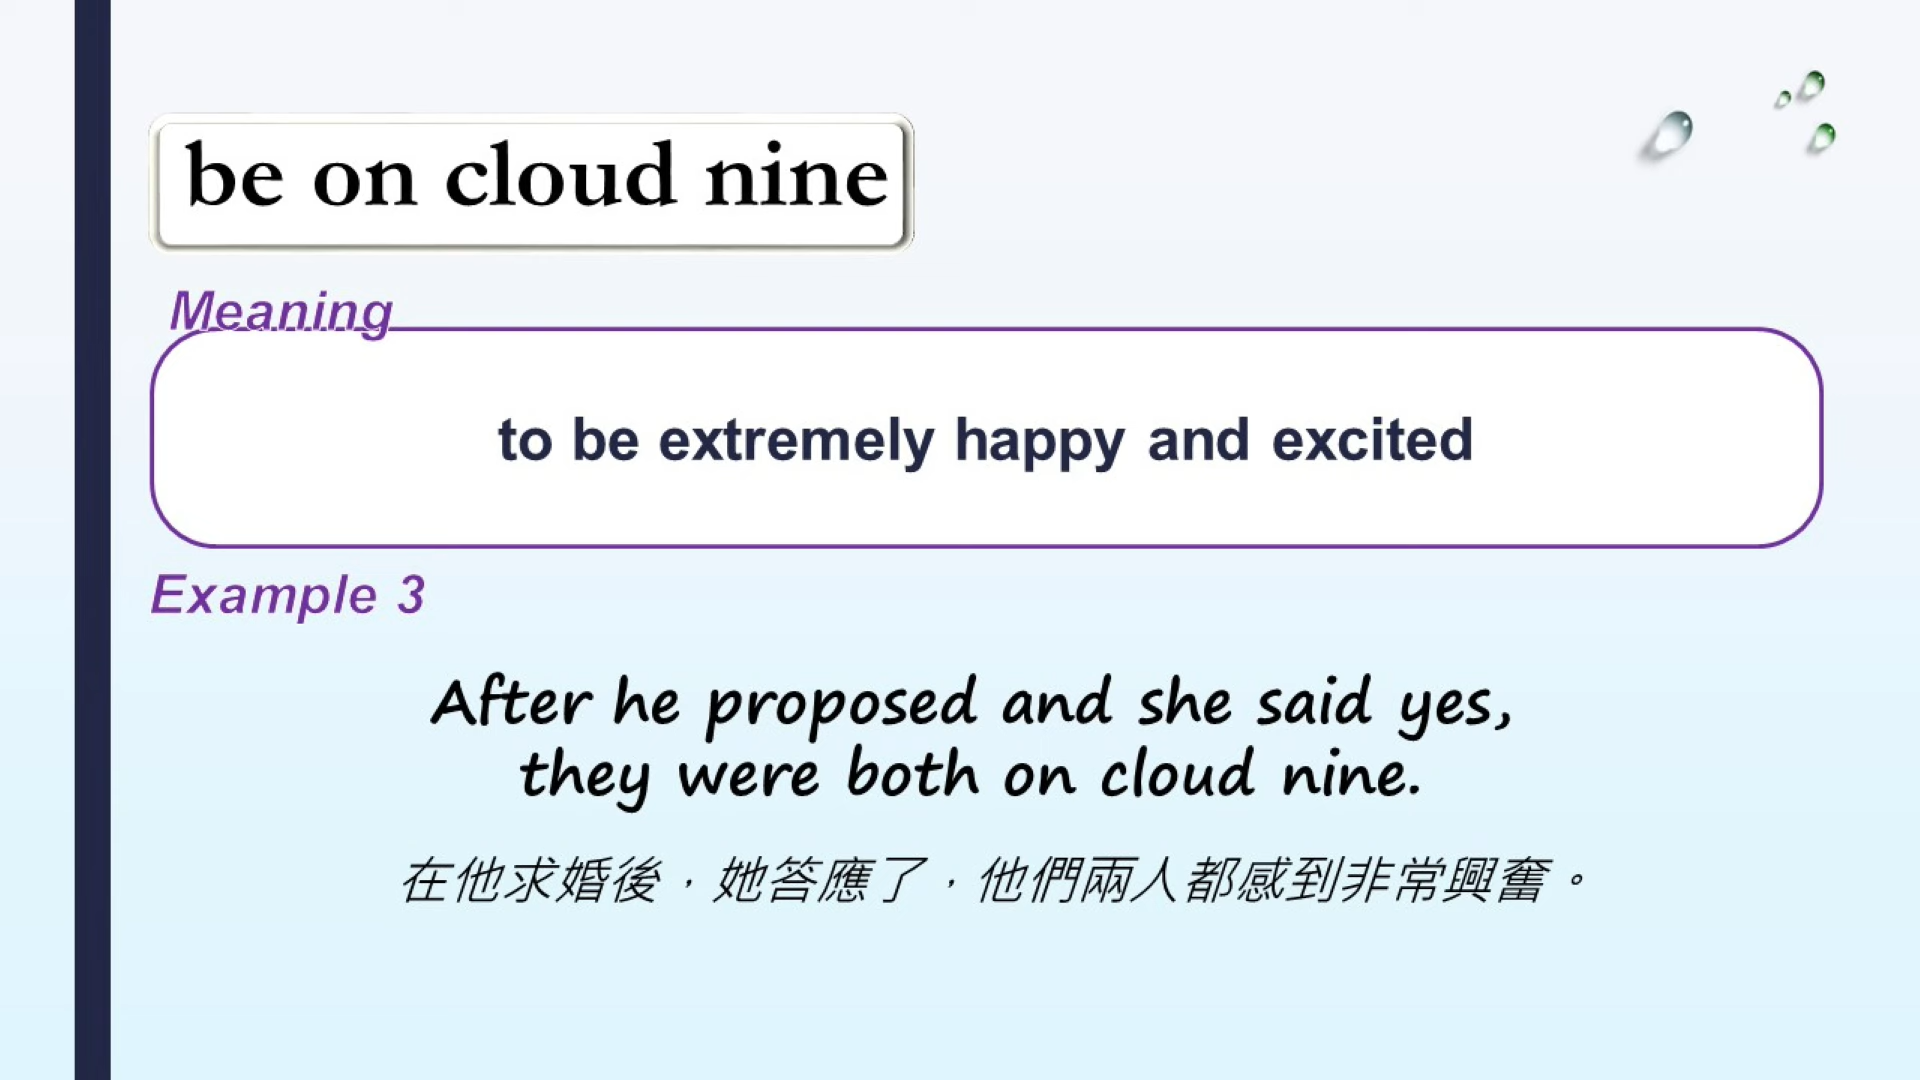 be on cloud nine
Meaning
to be extremely happy and excited
Example 3
After he proposed and she said yes,
they were both on cloud nine.
在他求婚後，她答應了，他們兩人都感到非常興奮。